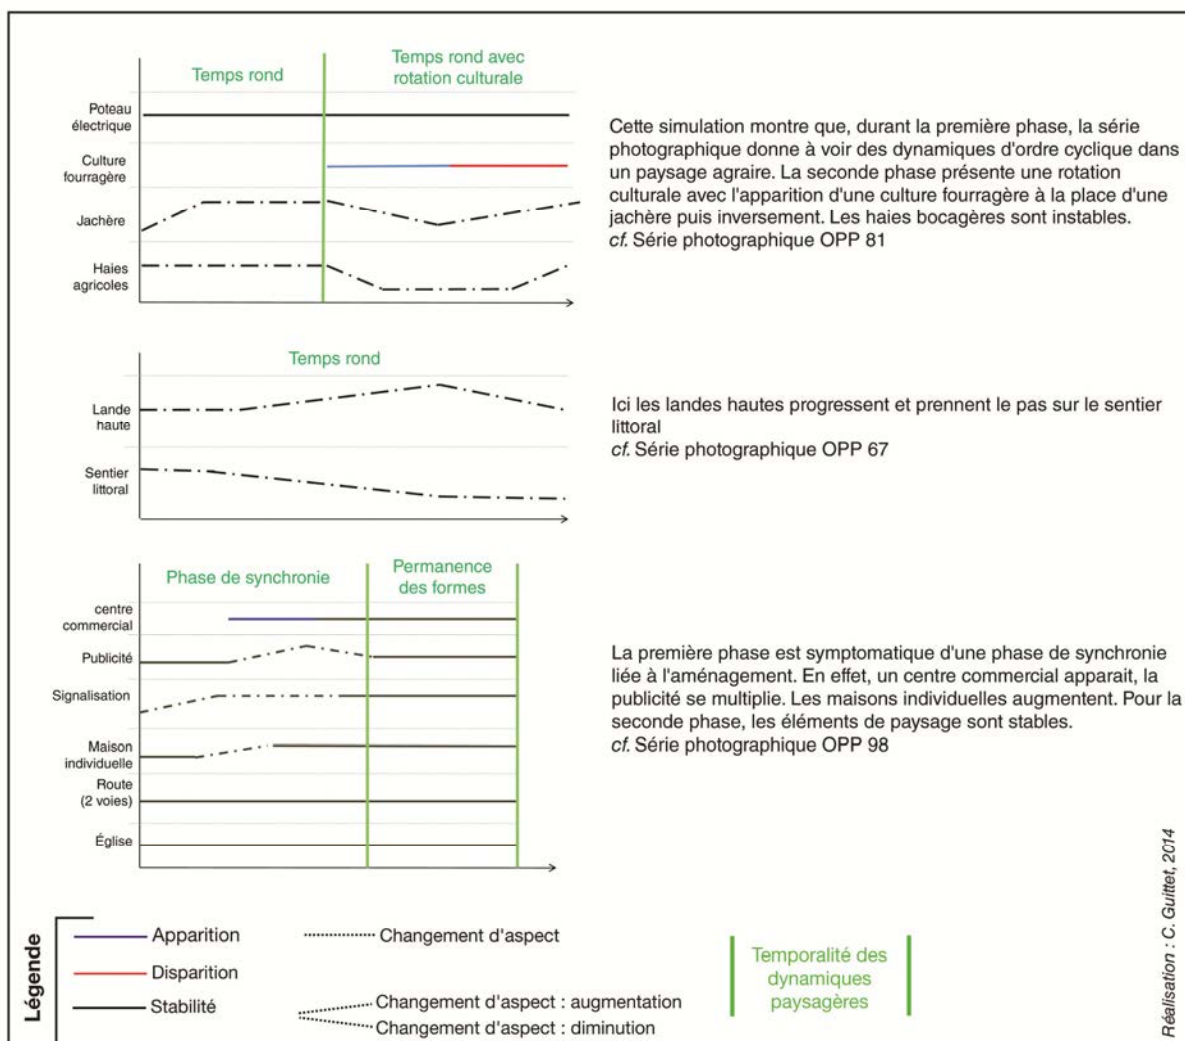 Temps rond
Temps rond avec
rotation culturale
Poteau
électrique
Culture
fourragère
Jachère
Haies
agricoles
Cette simulation montre que, durant la première phase, la série
photographique donne à voir des dynamiques d'ordre cyclique dans
un paysage agraire. La seconde phase présente une rotation
culturale avec l'apparition d'une culture fourragère à la place d'une
jachère puis inversement. Les haies bocagères sont instables.
cf. Série photographique OPP 81
Temps rond
Lande
haute
Sentier
littoral
Ici les landes hautes progressent et prennent le pas sur le sentier
littoral
cf. Série photographique OPP 67
Phase de synchronie
Permanence
des formes
centre
commercial
Publicité
Signalisation
Maison
individuelle
Route
(2 voies)
Église
La première phase est symptomatique d'une phase de synchronie
liée à l'aménagement. En effet, un centre commercial apparait, la
publicité se multiplie. Les maisons individuelles augmentent. Pour la
seconde phase, les éléments de paysage sont stables.
cf. Série photographique OPP 98
Légende
Apparition
Disparition
Stabilité
Changement d'aspect
Changement d'aspect : augmentation
Changement d'aspect : diminution
Temporalité des
dynamiques
paysagères
Réalisation : C. Guittet, 2014